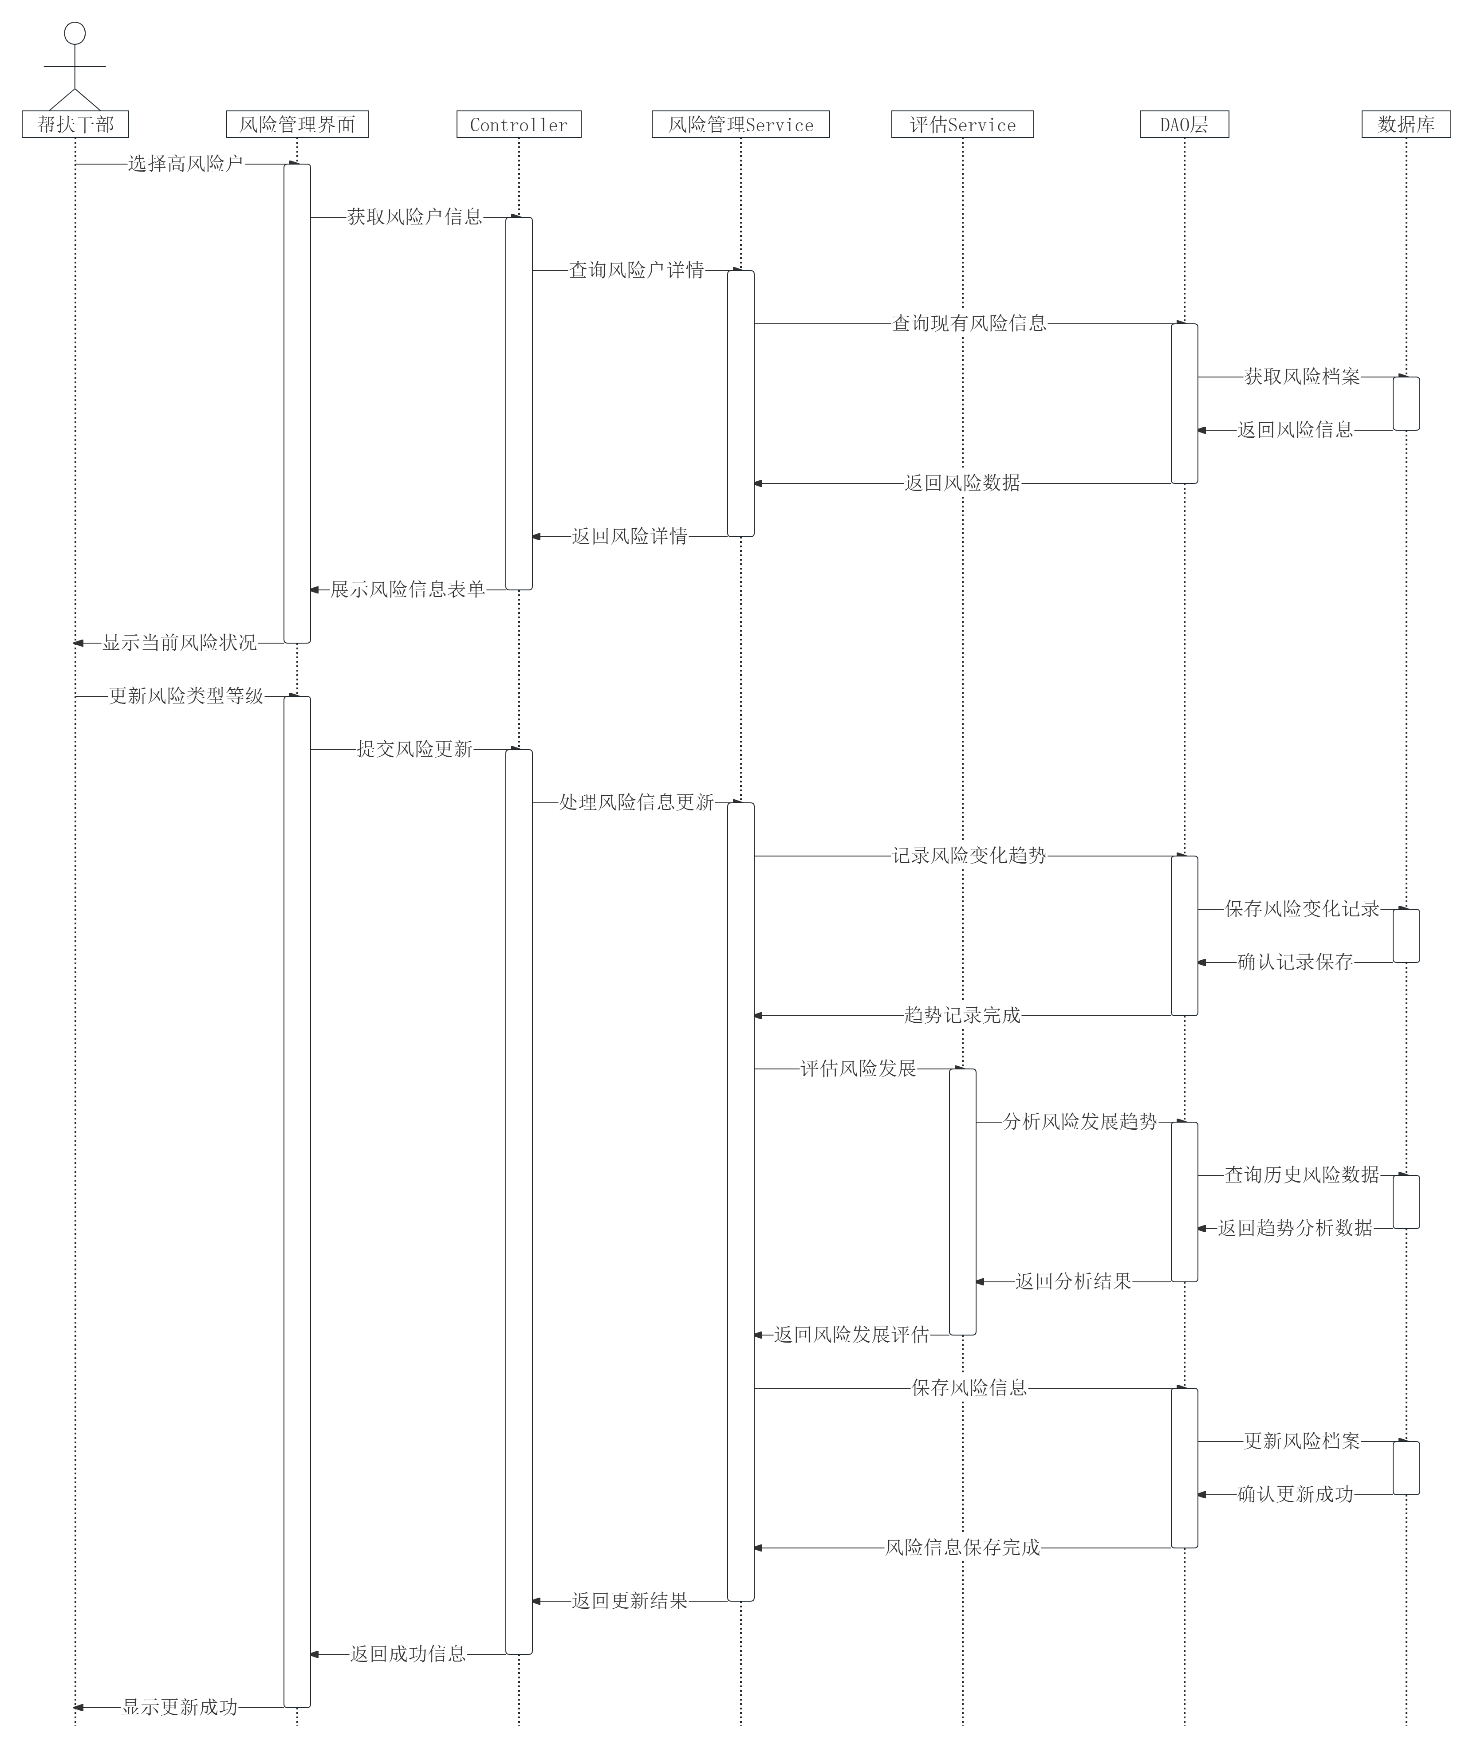 帮扶干部
风险管理界面
Controller
风险管理Service
评估Service
DAO层
数据库
选择高风险户
获取风险户信息
查询风险户详情
查询现有风险信息
获取风险档案
返回风险信息
返回风险数据
返回风险详情
展示风险信息表单
显示当前风险状况
更新风险类型等级
提交风险更新
处理风险信息更新
记录风险变化趋势
保存风险变化记录
确认记录保存
趋势记录完成
评估风险发展
分析风险发展趋势
查询历史风险数据
返回趋势分析数据
返回分析结果
返回风险发展评估
保存风险信息
更新风险档案
确认更新成功
风险信息保存完成
返回更新结果
返回成功信息
显示更新成功